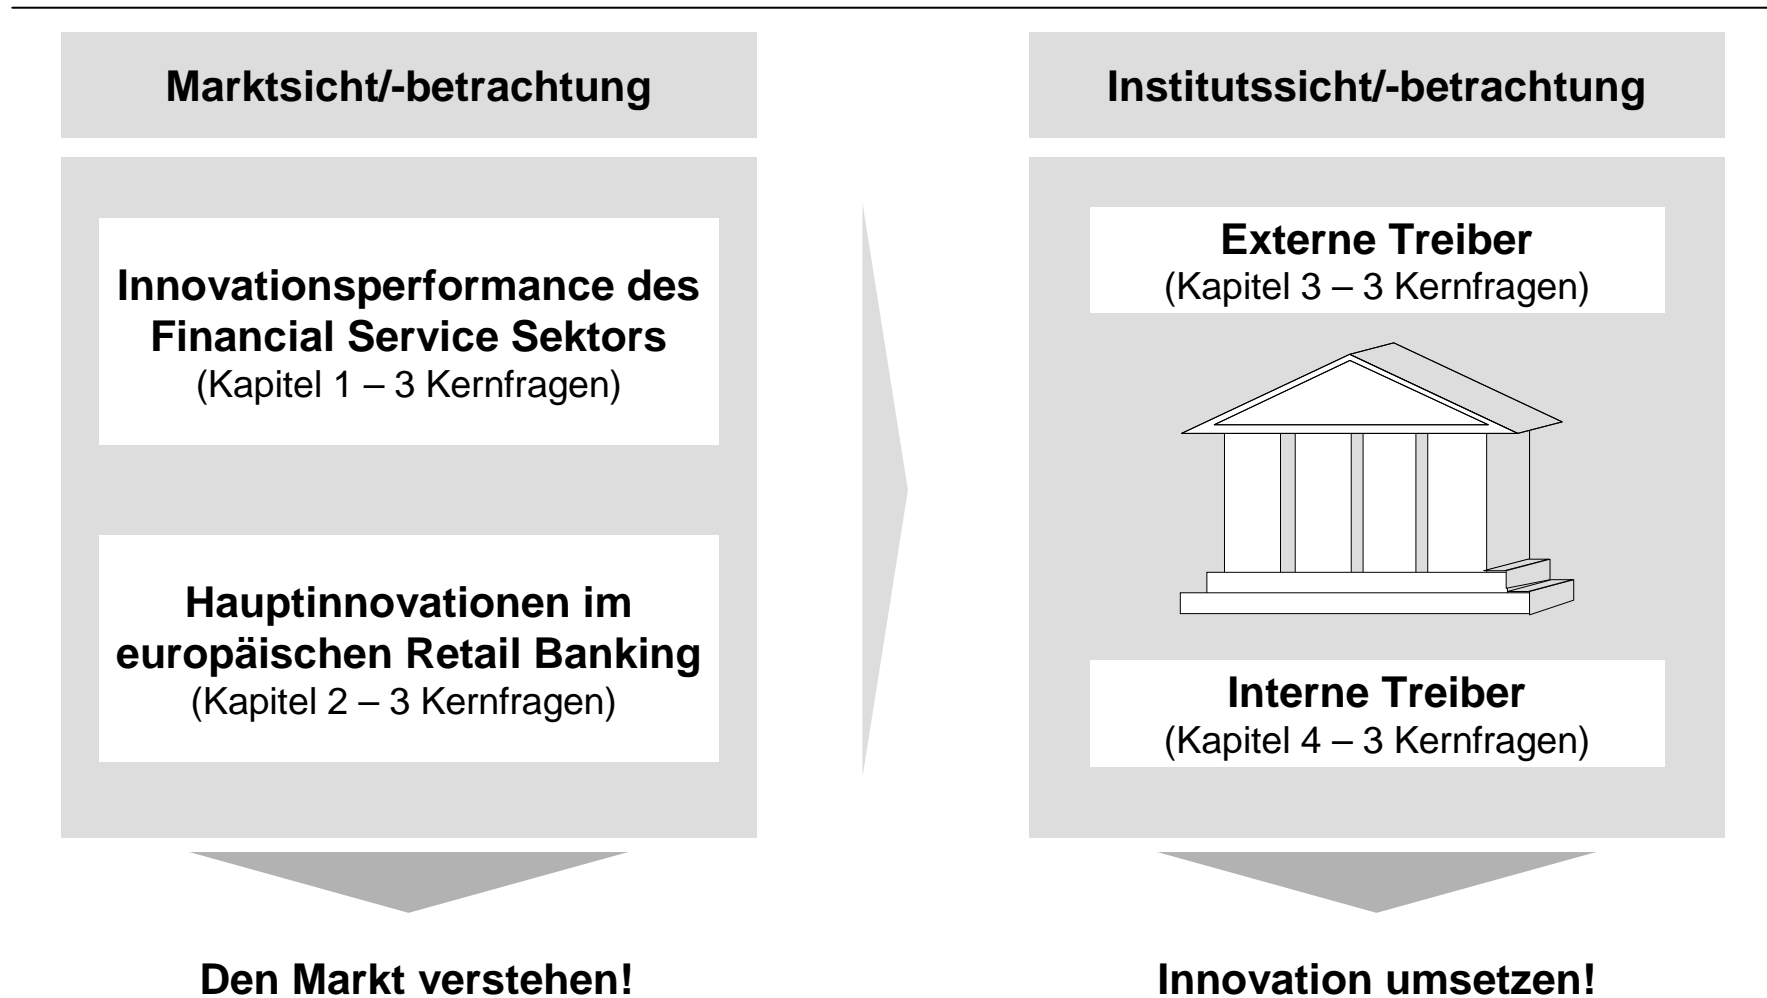 Marktsicht/-betrachtung
Innovationsperformance des
Financial Service Sektors
(Kapitel 1 – 3 Kernfragen)
Hauptinnovationen im
europäischen Retail Banking
(Kapitel 2 – 3 Kernfragen)
Den Markt verstehen!
Institutssicht/-betrachtung
Externe Treiber
(Kapitel 3 – 3 Kernfragen)
Interne Treiber
(Kapitel 4 – 3 Kernfragen)
Innovation umsetzen!